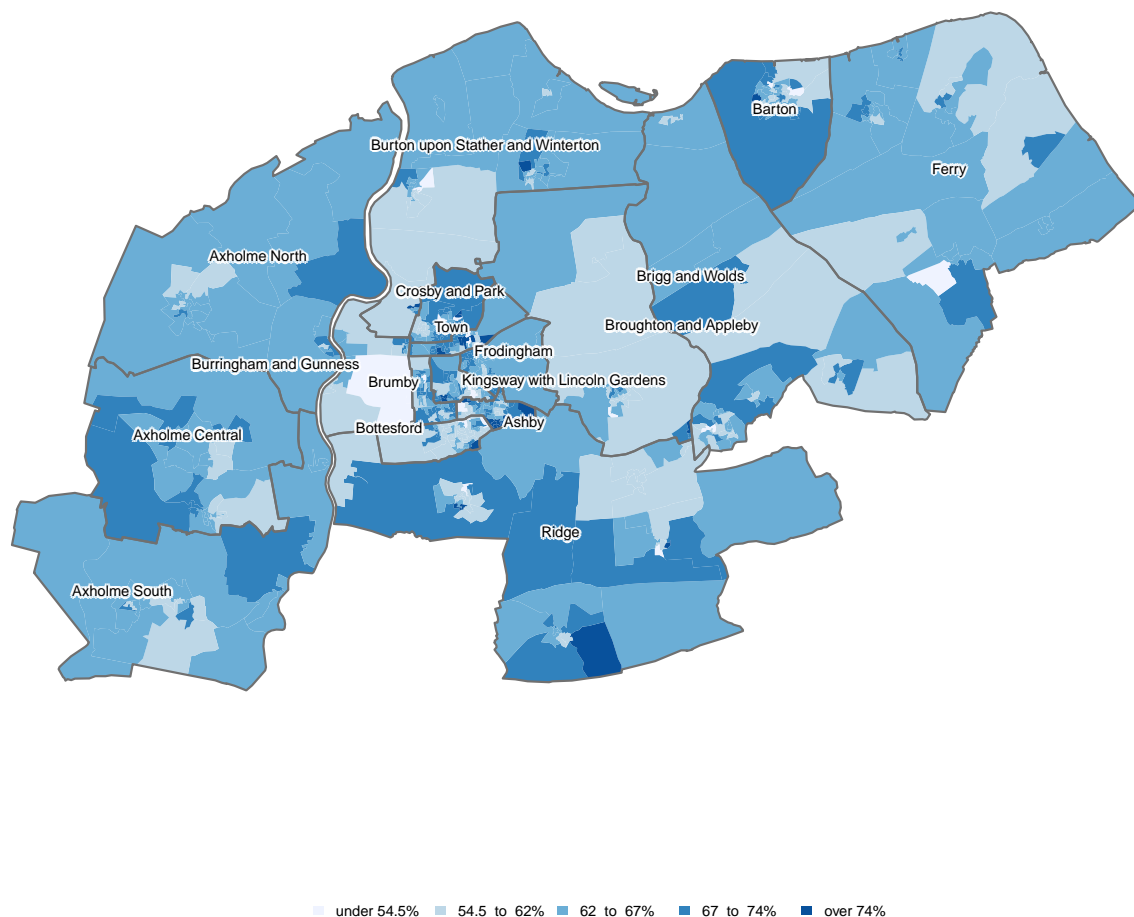 Barton
Burton upon Stather and Winterton
Ferry
Axholme North
Brigg and Wolds
Crosby and Park
Town
Broughton and Appleby
Frodingham
Burringham and Gunness
Brumby
Kingsway with Lincoln Gardens
Ashby
Bottesford
Axholme Central
Ridge
Axholme South
under 54.5% 54.5 to 62% 62 to 67% 67 to 74% over 74%